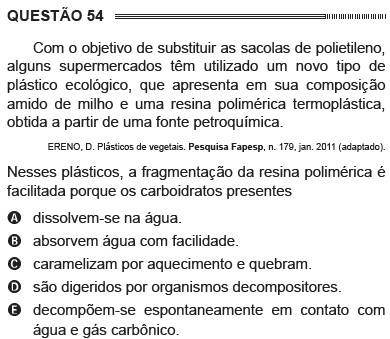 QUESTÃO 54
Com o objetivo de substituir as sacolas de polietileno,
alguns supermercados têm utilizado um novo tipo de
plástico ecológico, que apresenta em sua composição
amido de milho e uma resina polimérica termoplástica,
obtida a partir de uma fonte petroquímica.
ERENO, D. Plásticos de vegetais. Pesquisa Fapesp, n. 179, jan. 2011 (adaptado).
Nesses plásticos, a fragmentação da resina polimérica é
facilitada porque os carboidratos presentes
A dissolvem-se na água.
B absorvem água com facilidade.
C caramelizam por aquecimento e quebram.
D são digeridos por organismos decompositores.
E decompõem-se espontaneamente em contato com
água e gás carbônico.